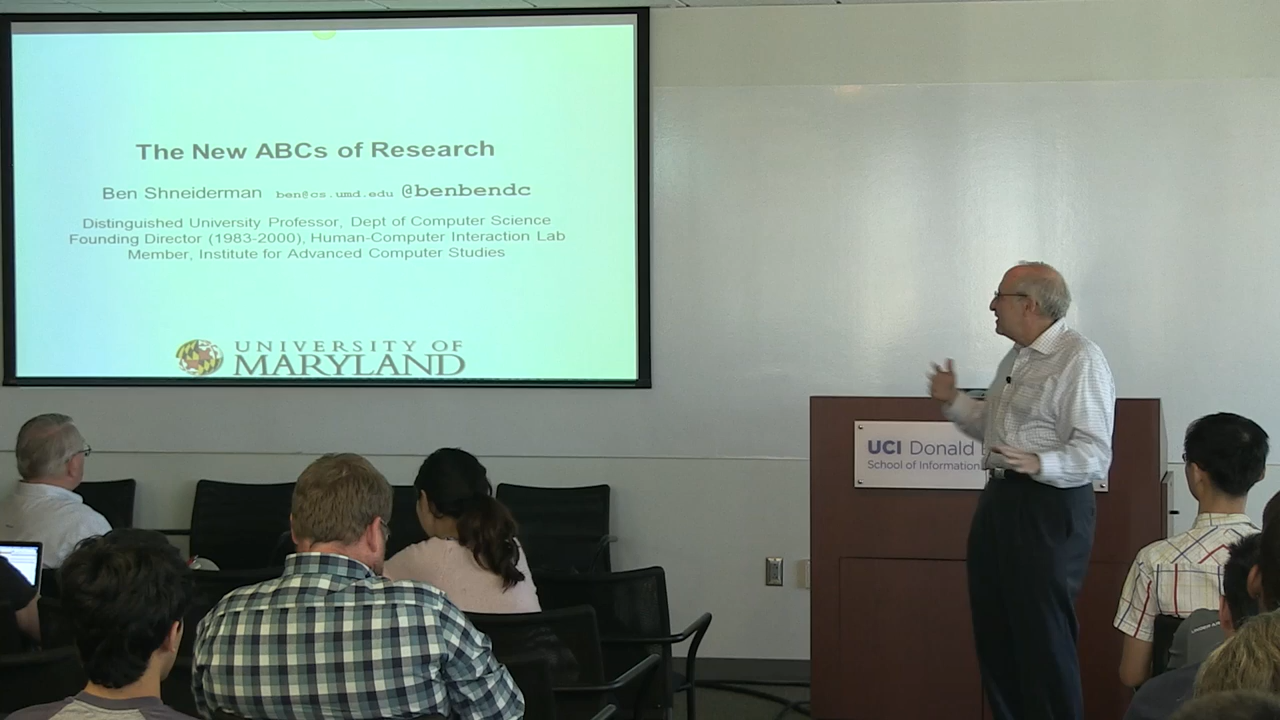 The New ABCs of Research
Ben Shneiderman ben@cs.umd.edu @benbendc
Distinguished University Professor, Dept of Computer Science
Founding Director (1983-2000), Human-Computer Interaction Lab
Member, Institute for Advanced Computer Studies
UNIVERSITY OF
MARYLAND
UCI Donald
School of Information